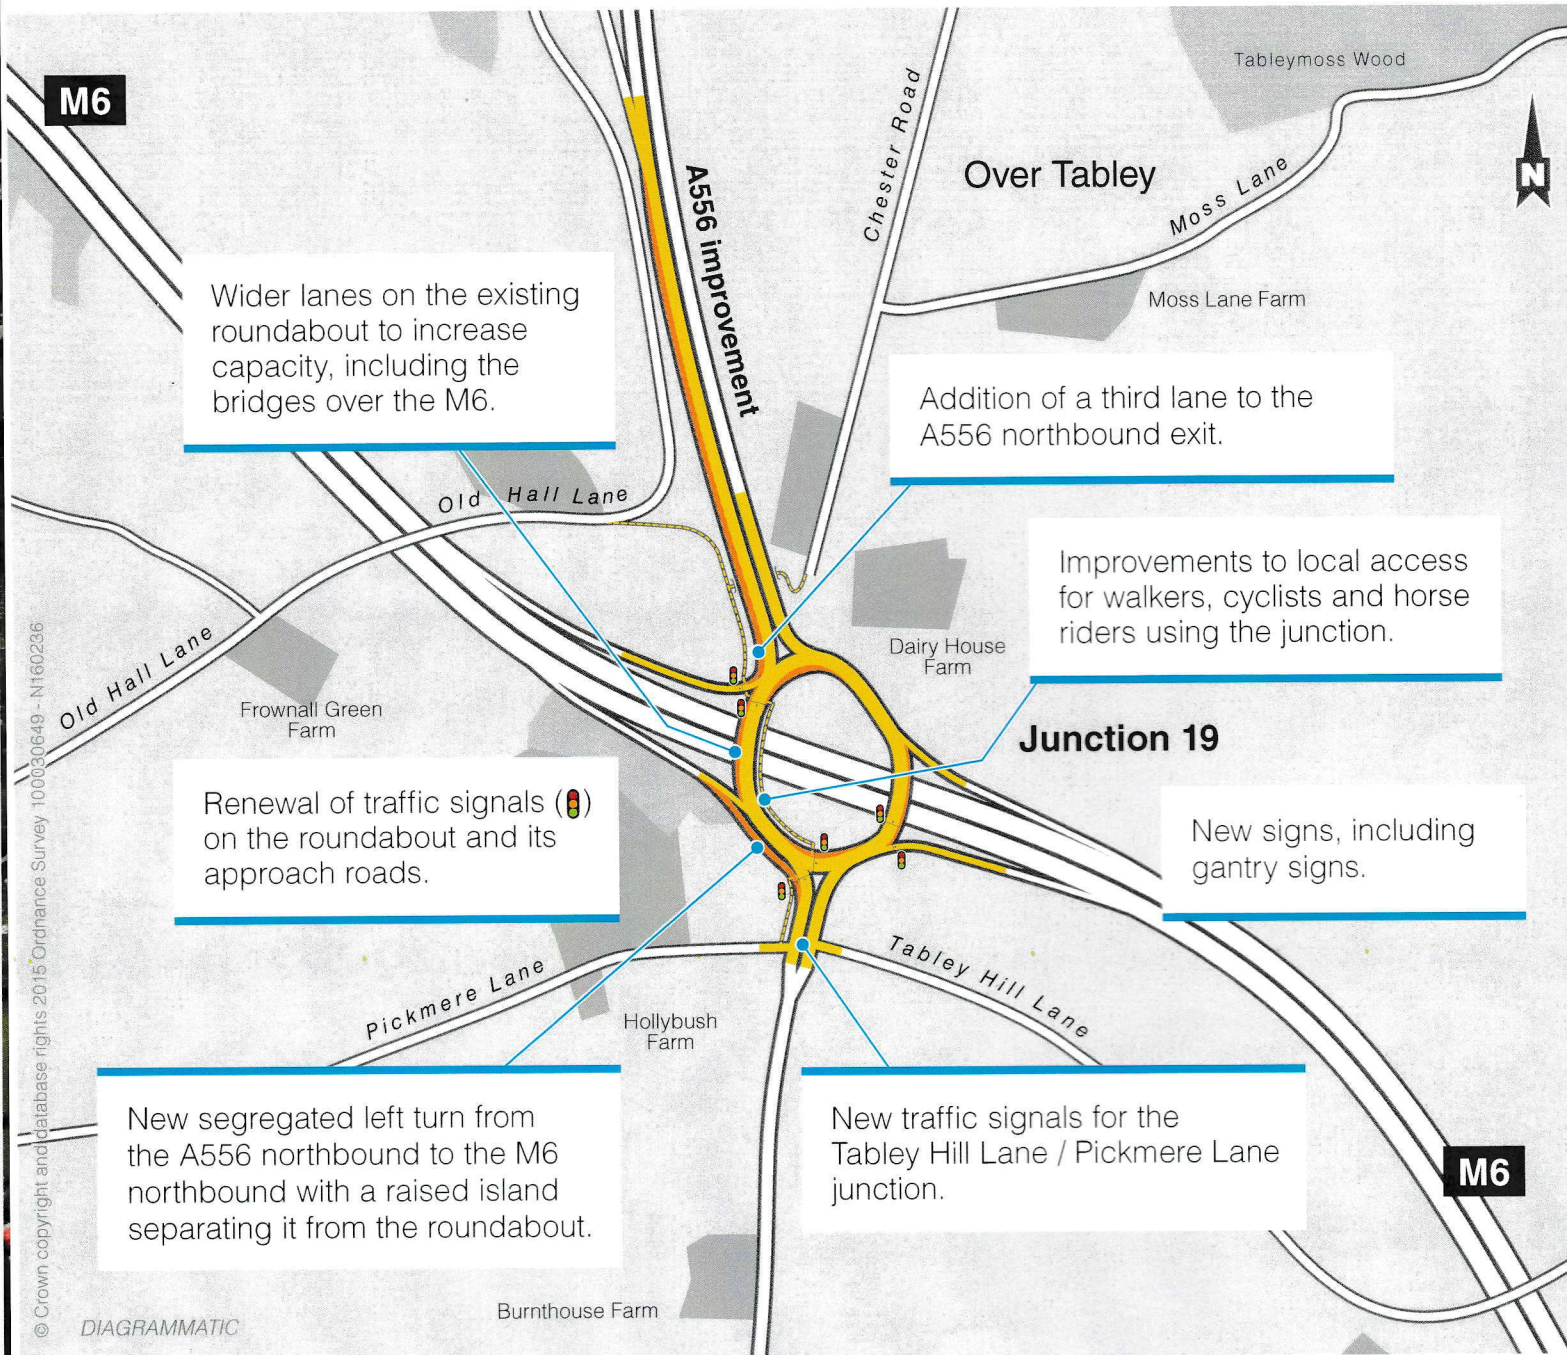 M6
A556 improvement
Chester Road
Tableymoss Wood
Over Tabley
Moss Lane
N
Moss Lane Farm
Wider lanes on the existing
roundabout to increase
capacity, including the
bridges over the M6.
Addition of a third lane to the
A556 northbound exit.
Old Hall Lane
Improvements to local access
for walkers, cyclists and horse
riders using the junction.
Dairy House
Farm
Old Hall Lane
Frownall Green
Farm
Junction 19
Renewal of traffic signals ( )
on the roundabout and its
approach roads.
New signs, including
gantry signs.
Pickmere Lane
Tabley Hill Lane
Hollybush
Farm
New segregated left turn from
the A556 northbound to the M6
northbound with a raised island
separating it from the roundabout.
New traffic signals for the
Tabley Hill Lane / Pickmere Lane
junction.
M6
Burnthouse Farm
DIAGRAMMATIC
© Crown copyright and database rights 2015 Ordnance Survey 100030649 - N160236